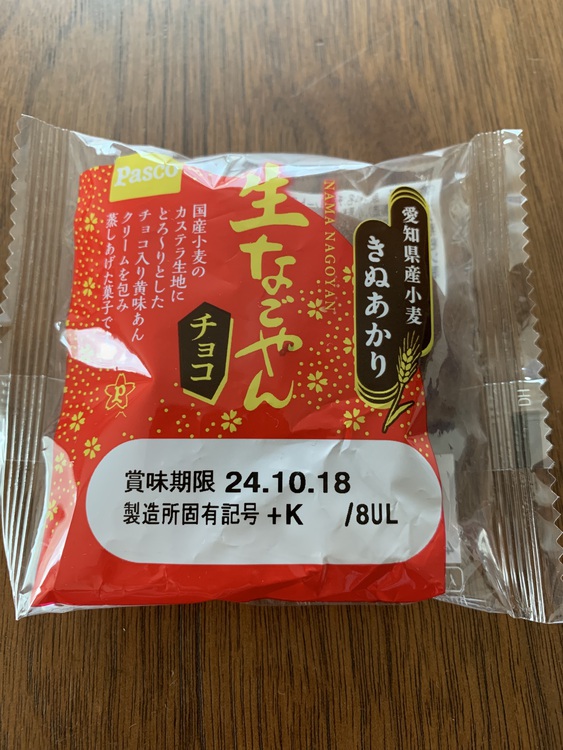 Pasco
愛知県産小麦
きぬあかり
NAMA NAGOYAN
生なごやん
チョコ
国産小麦の
カステラ生地に
とろ〜りとした
チョコ入り黄味あん
クリームを包み
蒸しあげた菓子で
賞味期限 24.10.18
製造所固有記号 +K /8UL